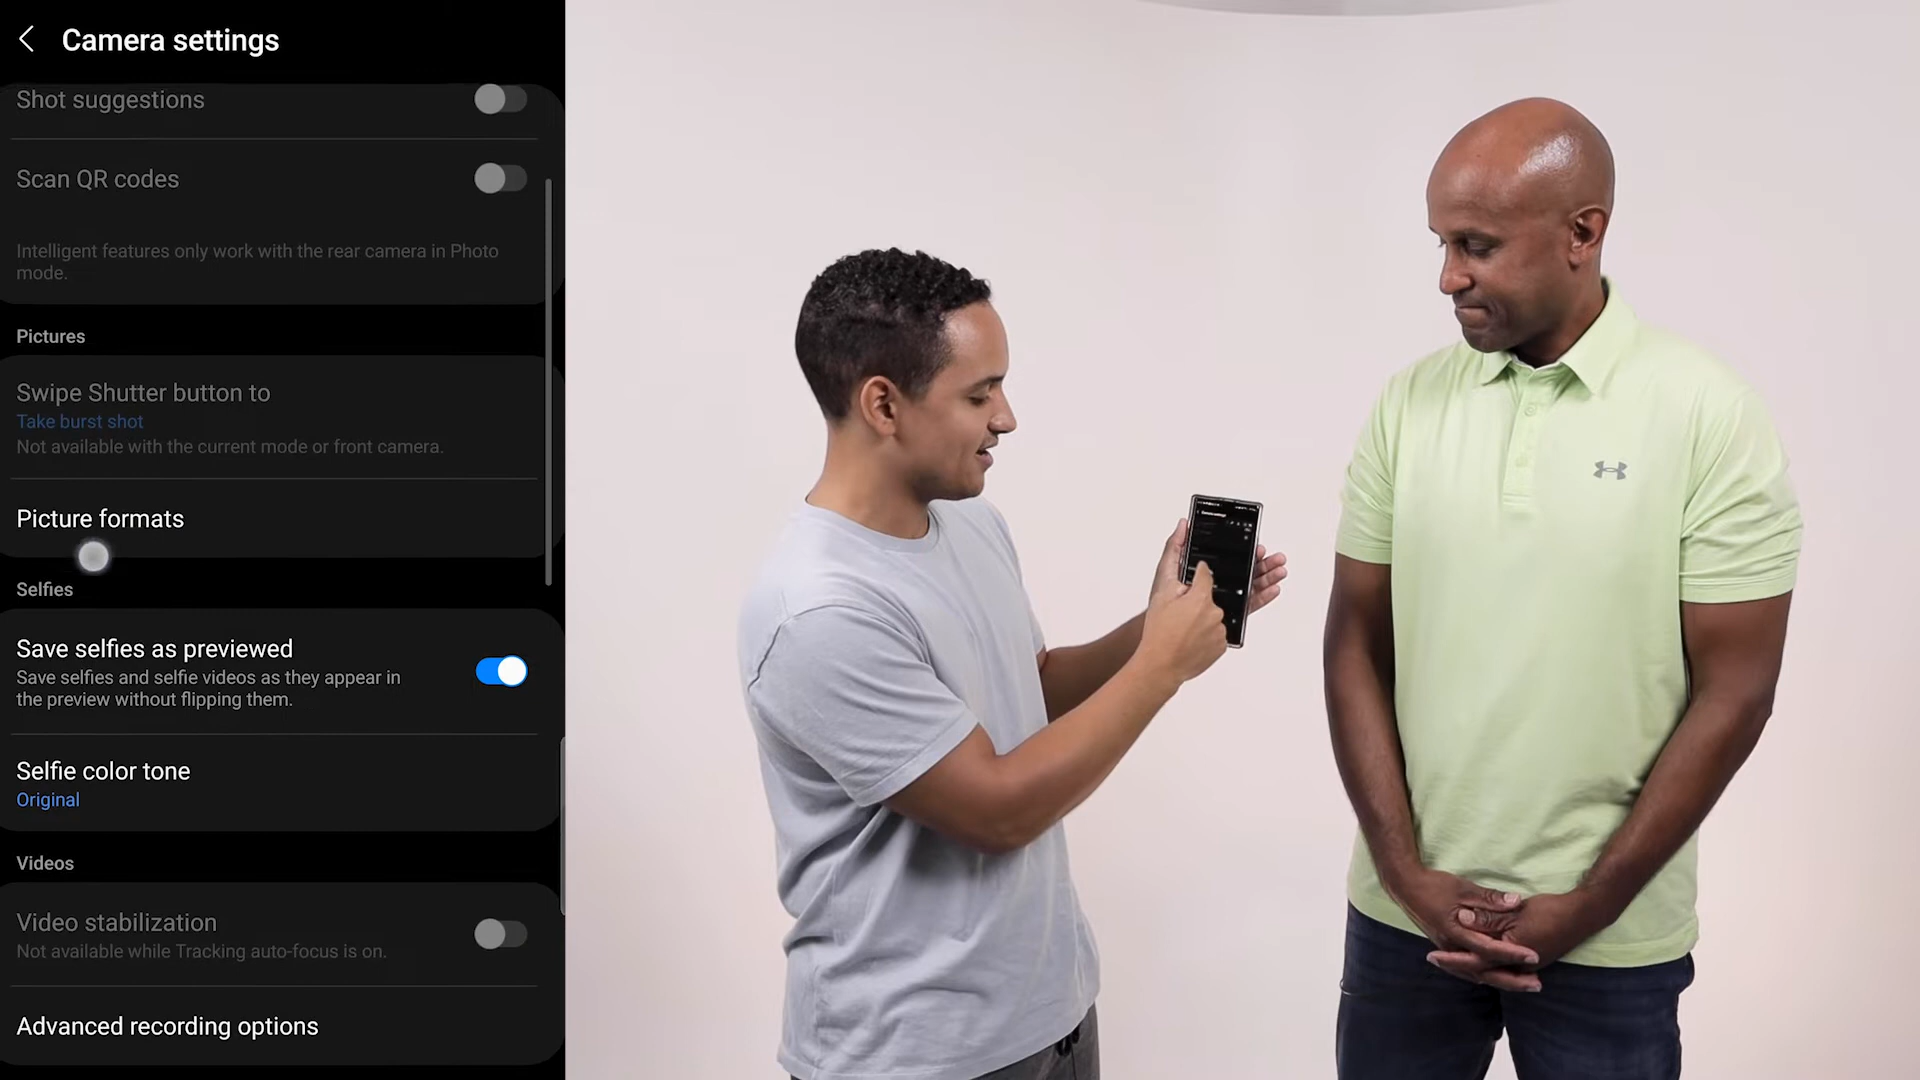 Camera settings
Shot suggestions
Scan QR codes
Intelligent features only work with the rear camera in Photo
mode.
Pictures
Swipe Shutter button to
Take burst shot
Not available with the current mode or front camera.
Picture formats
Selfies
Save selfies as previewed
Save selfies and selfie videos as they appear in
the preview without flipping them.
Selfie color tone
Original
Videos
Video stabilization
Not available while Tracking auto-focus is on.
Advanced recording options